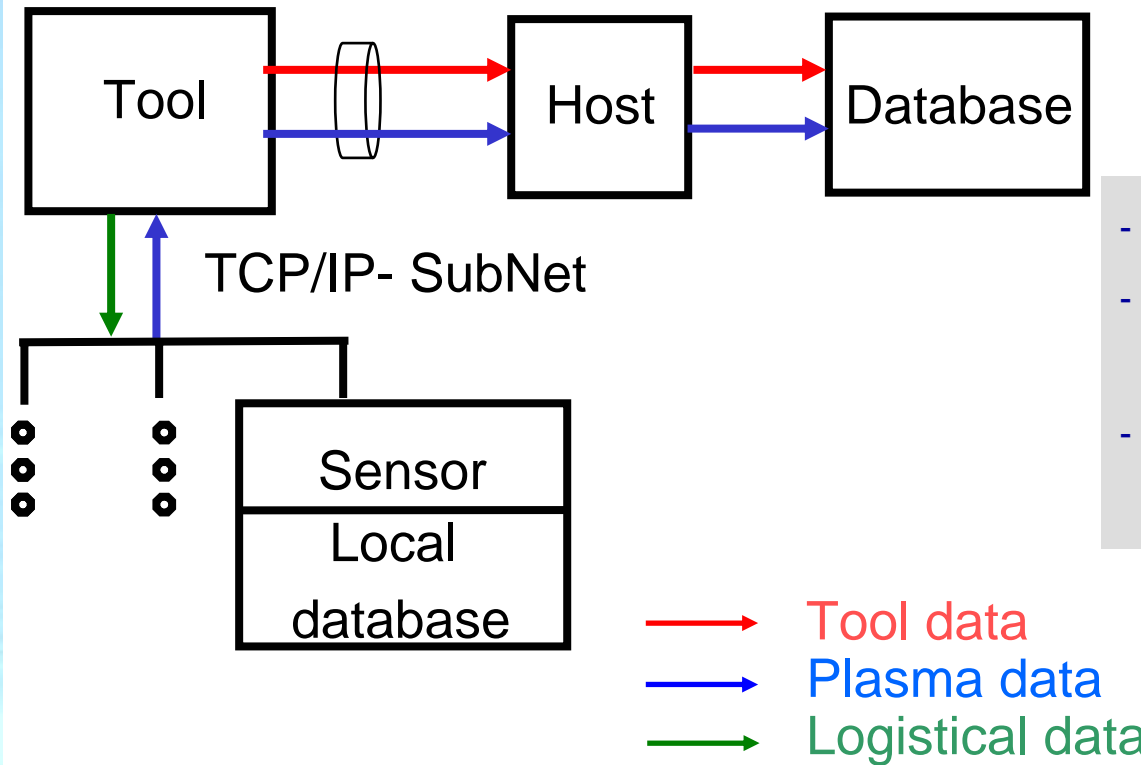 Tool
Host
Database
TCP/IP- SubNet
-
-
-
Sensor
Local
database
Tool data
Plasma data
Logistical data